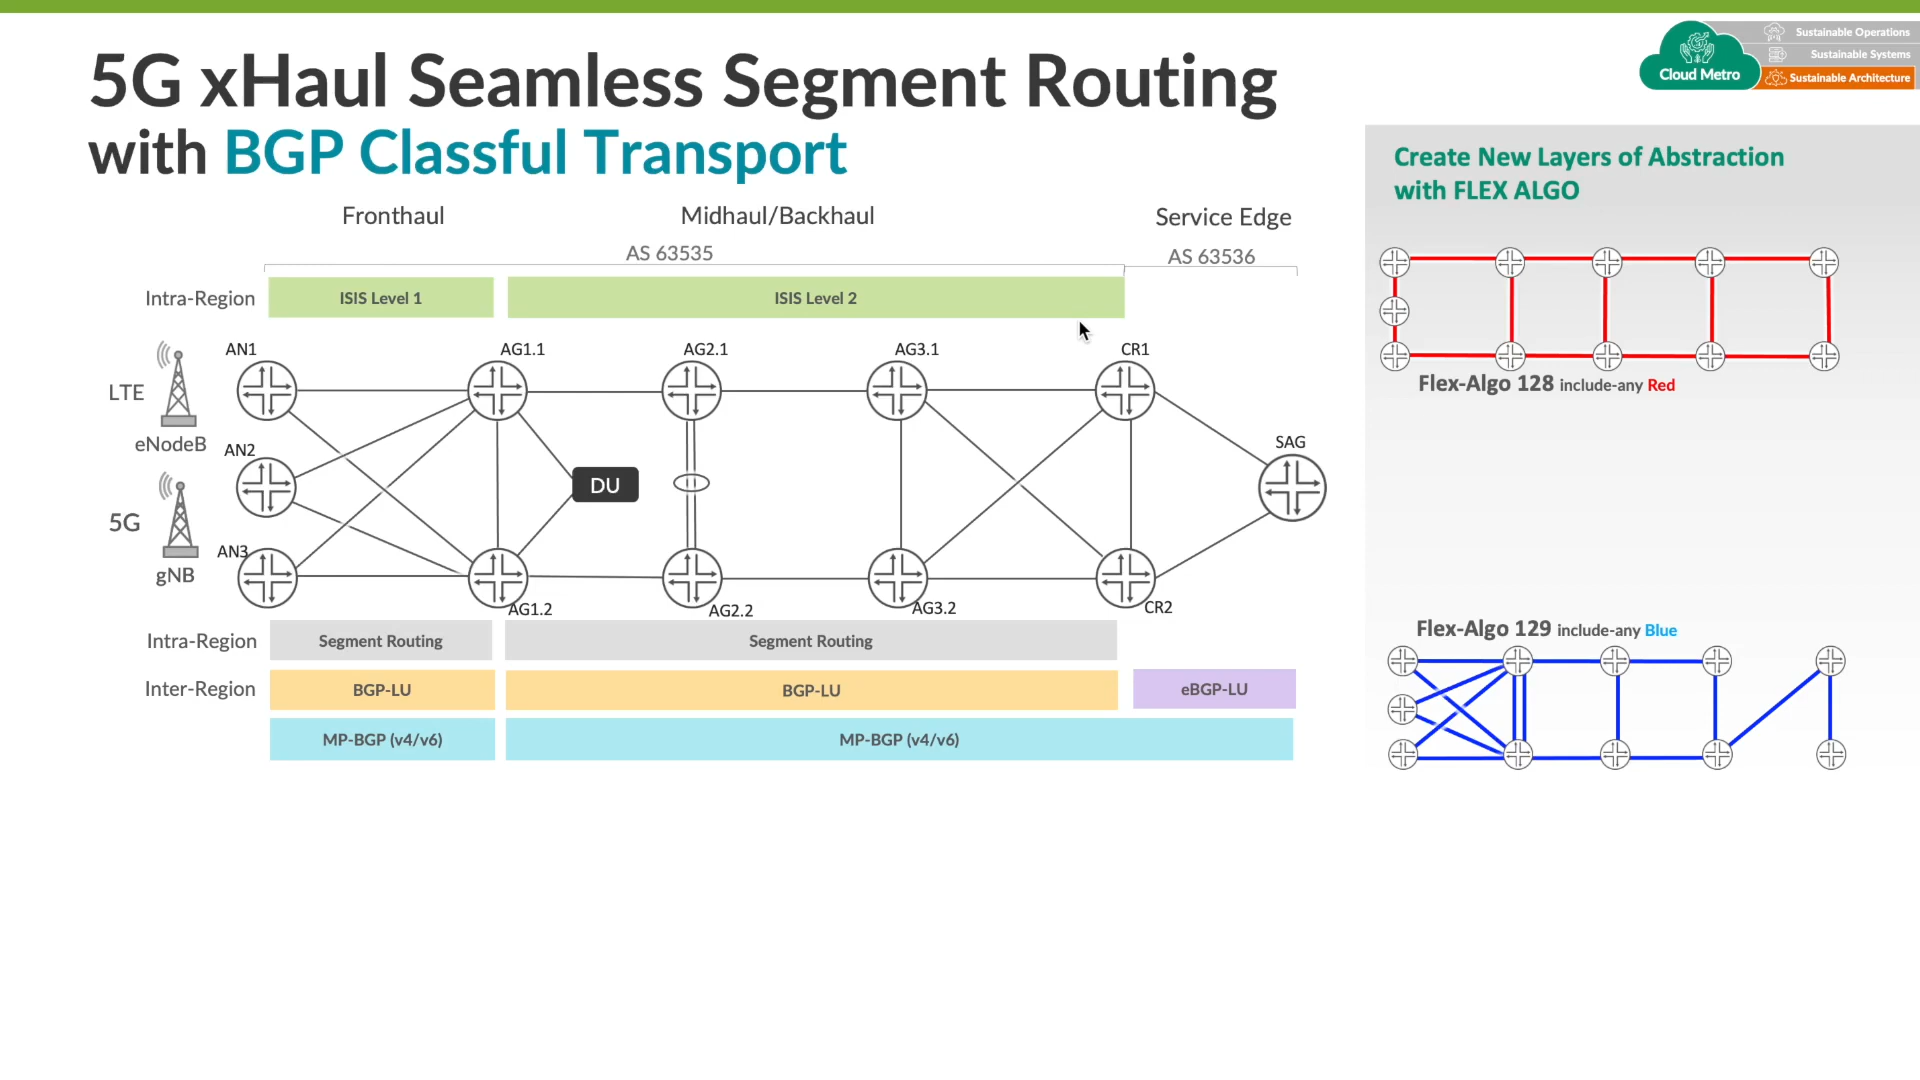 5G xHaul Seamless Segment Routing
with BGP Classful Transport
Cloud Metro
Sustainable Operations
Sustainable Systems
Sustainable Architecture
Fronthaul
Midhaul/Backhaul
Service Edge
AS 63535
AS 63536
Intra-Region
ISIS Level 1
ISIS Level 2
AN1
AG1.1
AG2.1
AG3.1
CR1
LTE
eNodeB
AN2
SAG
DU
5G
AN3
gNB
AG1.2
AG2.2
AG3.2
CR2
Intra-Region
Segment Routing
Segment Routing
Inter-Region
BGP-LU
BGP-LU
eBGP-LU
MP-BGP (v4/v6)
MP-BGP (v4/v6)
Create New Layers of Abstraction
with FLEX ALGO
Flex-Algo 128 include-any Red
Flex-Algo 129 include-any Blue